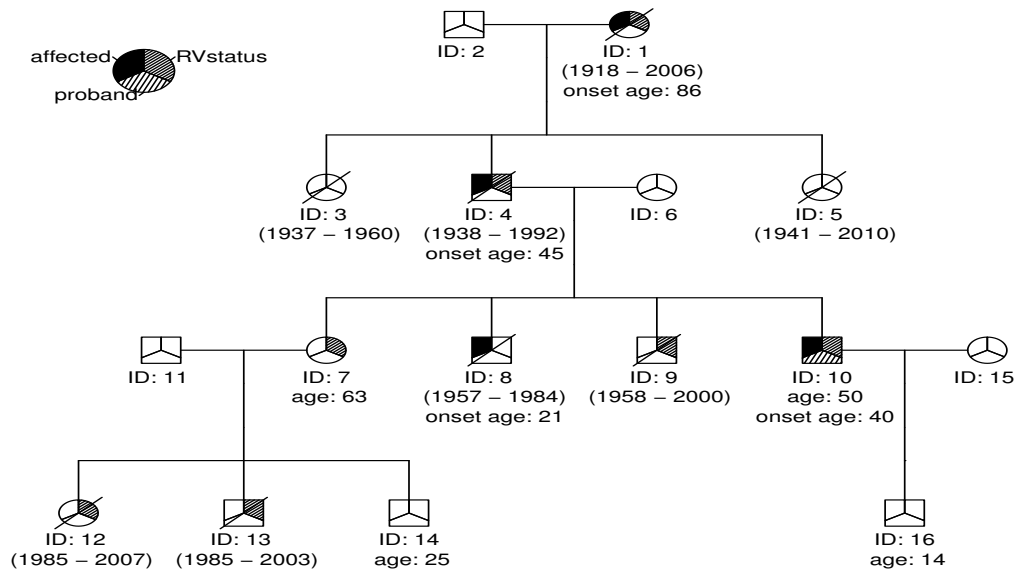 affected
RVstatus
proband
ID: 2
ID: 1
(1918 – 2006)
onset age: 86
ID: 3
(1937 – 1960)
ID: 4
(1938 – 1992)
onset age: 45
ID: 6
ID: 5
(1941 – 2010)
ID: 11
ID: 7
age: 63
ID: 8
(1957 – 1984)
onset age: 21
ID: 9
(1958 – 2000)
ID: 10
age: 50
onset age: 40
ID: 15
ID: 12
(1985 – 2007)
ID: 13
(1985 – 2003)
ID: 14
age: 25
ID: 16
age: 14